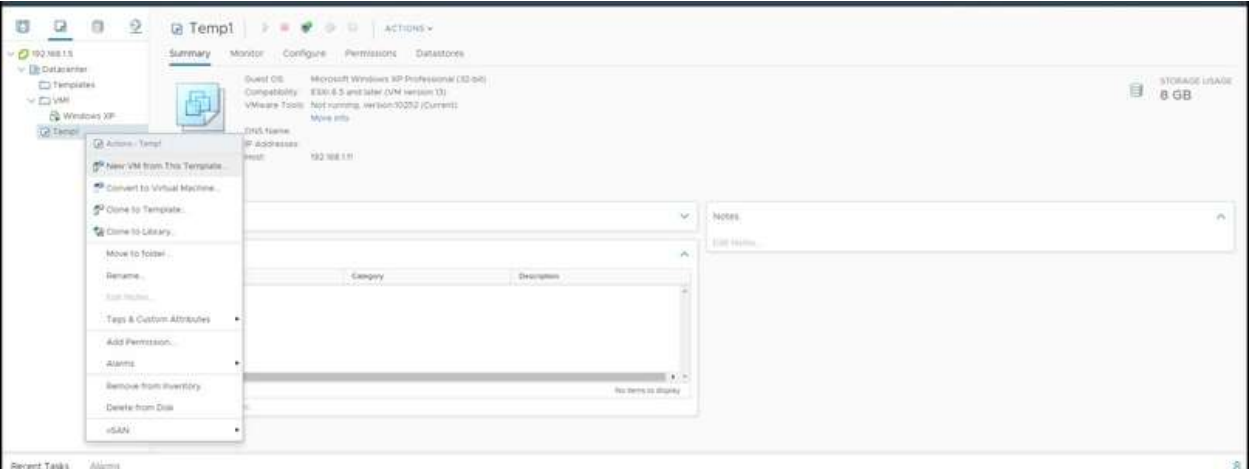 Temp1
ACTIONS
192.168.1.5
Datacenter
Templates
VM1
Windows XP
Temp1
Summary Monitor Configure Permissions Datastores
Guest OS: Microsoft Windows XP Professional (32-bit)
Compatibility: ESXi 6.5 and later (VM version 13)
VMware Tools: Not running, version:10252 (Current)
More info
DNS Name:
IP Addresses:
Host: 192.168.1.11
STORAGE USAGE
8 GB
Actions - Temp1
New VM from This Template...
Convert to Virtual Machine...
Clone to Template...
Clone to Library...
Move to folder...
Rename...
Edit Notes...
Tags & Custom Attributes
Add Permission...
Alarms
Remove from Inventory
Delete from Disk
vSAN
Category Description
No items to display
Notes
Edit Notes...
Recent Tasks Alarms